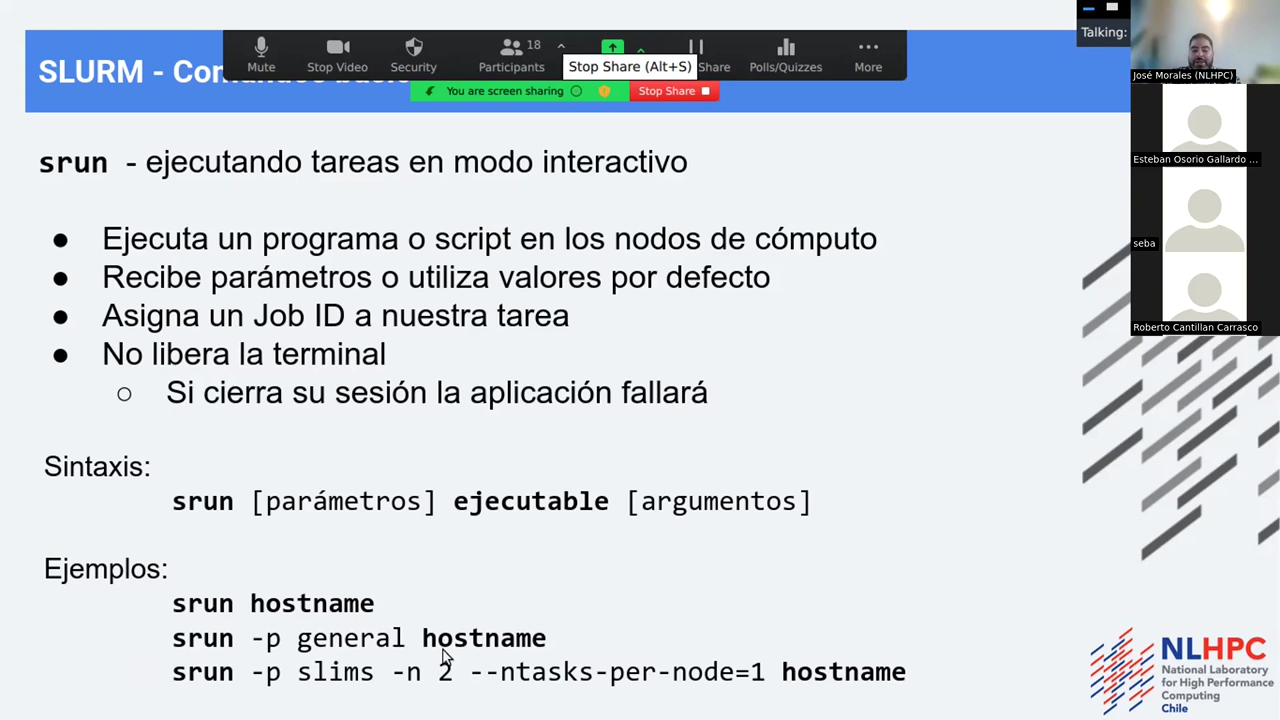 SLURM - Co
Mute
Stop Video
Security
Participants
18
Stop Share (Alt+S)
Share
Polls/Quizzes
More
You are screen sharing
Stop Share
Talking:
José Morales (NLHPC)
Esteban Osorio Gallardo ...
seba
Roberto Cantillan Carrasco
srun - ejecutando tareas en modo interactivo
● Ejecuta un programa o script en los nodos de cómputo
● Recibe parámetros o utiliza valores por defecto
● Asigna un Job ID a nuestra tarea
● No libera la terminal
○ Si cierra su sesión la aplicación fallará
Sintaxis:
srun [parámetros] ejecutable [argumentos]
Ejemplos:
srun hostname
srun -p general hostname
srun -p slims -n 2 --ntasks-per-node=1 hostname
NLHPC
National Laboratory
for High Performance
Computing
Chile